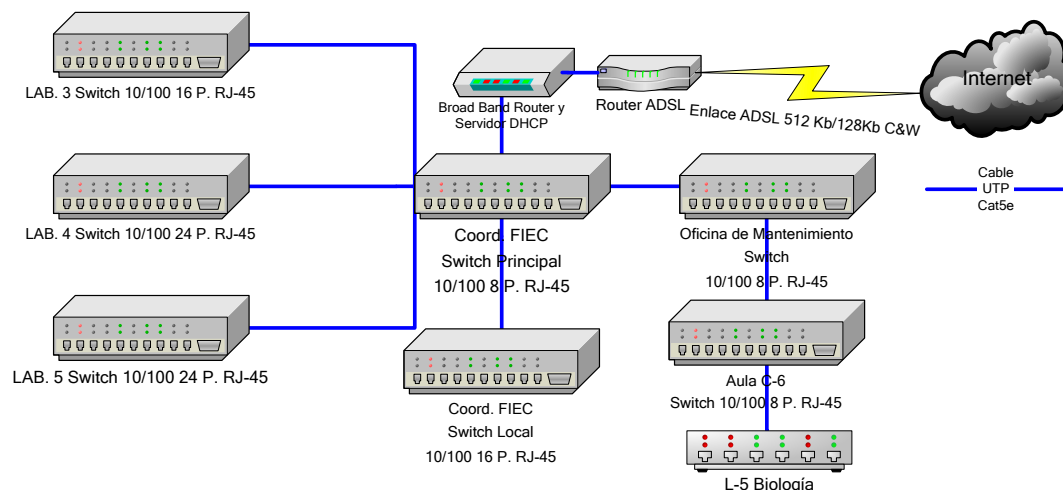 LAB. 3 Switch 10/100 16 P. RJ-45
Broad Band Router y
Servidor DHCP
Router ADSL
Enlace ADSL 512 Kb/128Kb C&W
Internet
Cable
UTP
Cat5e
LAB. 4 Switch 10/100 24 P. RJ-45
Coord. FIEC
Switch Principal
10/100 8 P. RJ-45
Oficina de Mantenimiento
Switch
10/100 8 P. RJ-45
LAB. 5 Switch 10/100 24 P. RJ-45
Coord. FIEC
Switch Local
10/100 16 P. RJ-45
Aula C-6
Switch 10/100 8 P. RJ-45
L-5 Biología